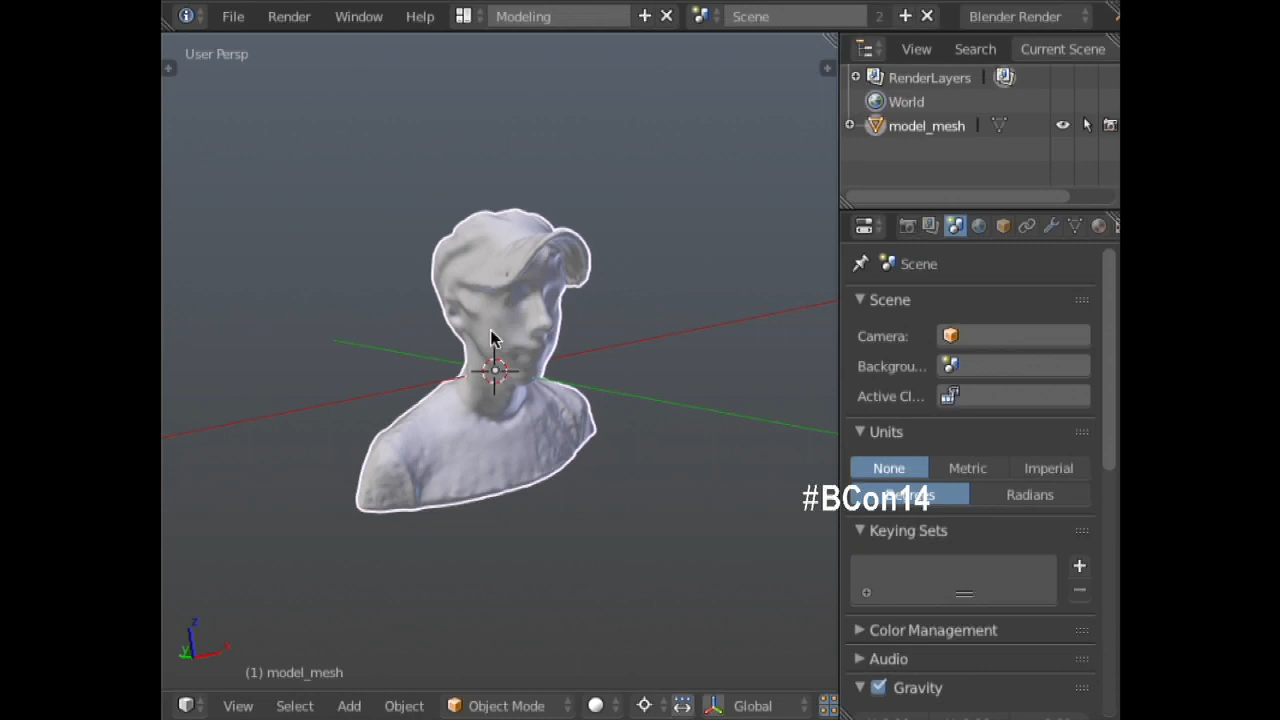 File Render Window Help Modeling Scene 2 Blender Render
User Persp
View Search Current Scene
RenderLayers
World
model_mesh
Scene
Scene
Camera:
Backgrou...
Active Cl...
Units
None Metric Imperial
Degrees Radians
#BCon14
Keying Sets
Color Management
Audio
Gravity
z
y x
(1) model_mesh
View Select Add Object Object Mode Global